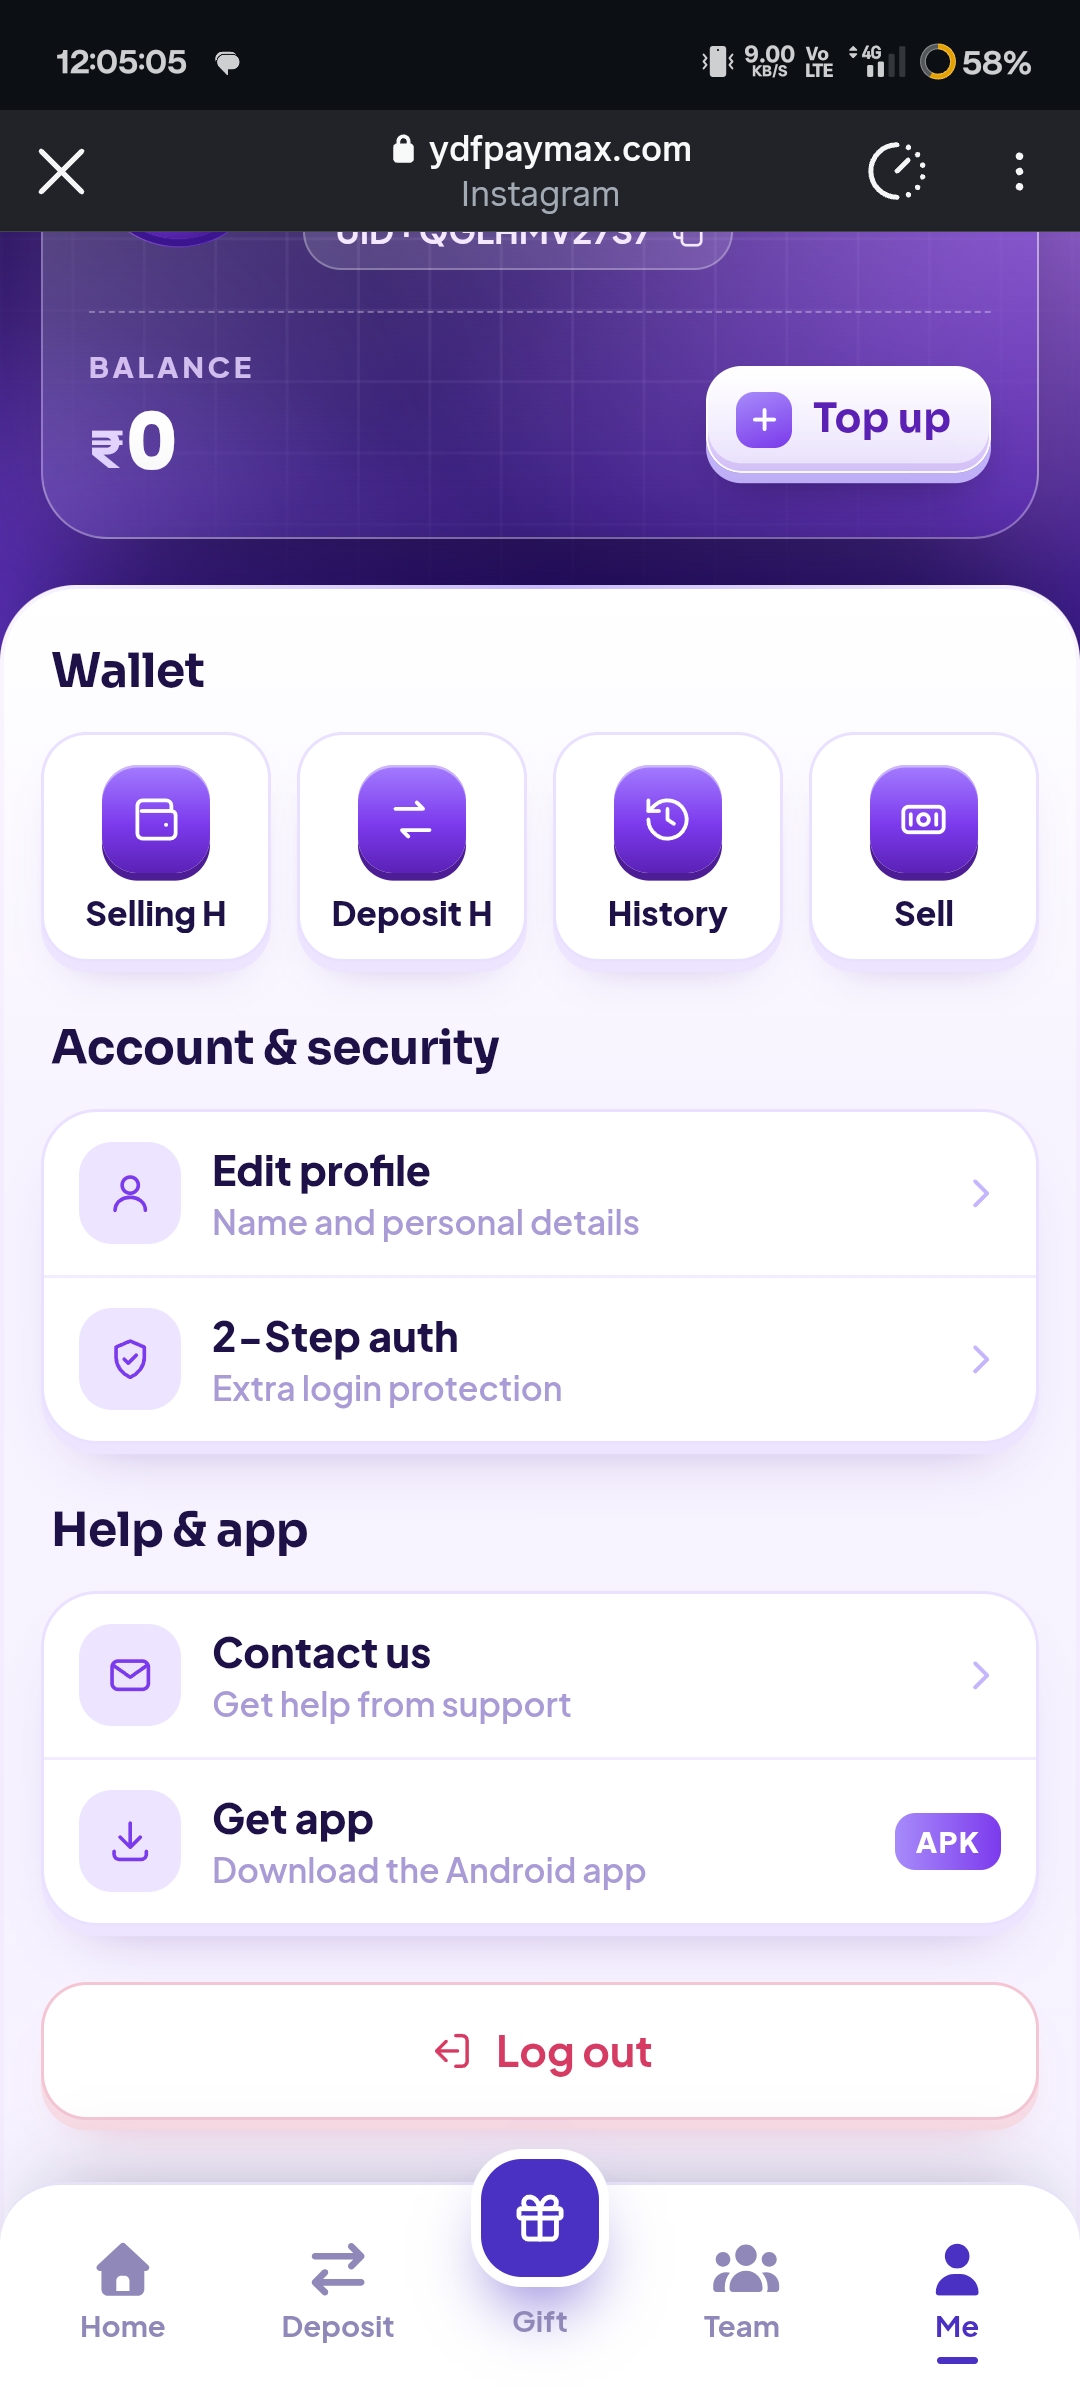 12:05:05
9.00 KB/S Vo LTE 4G 58%
ydfpaymax.com
Instagram
BALANCE
₹0
Top up
Wallet
Selling H
Deposit H
History
Sell
Account & security
Edit profile
Name and personal details
2-Step auth
Extra login protection
Help & app
Contact us
Get help from support
Get app
Download the Android app
APK
Log out
Home
Deposit
Gift
Team
Me